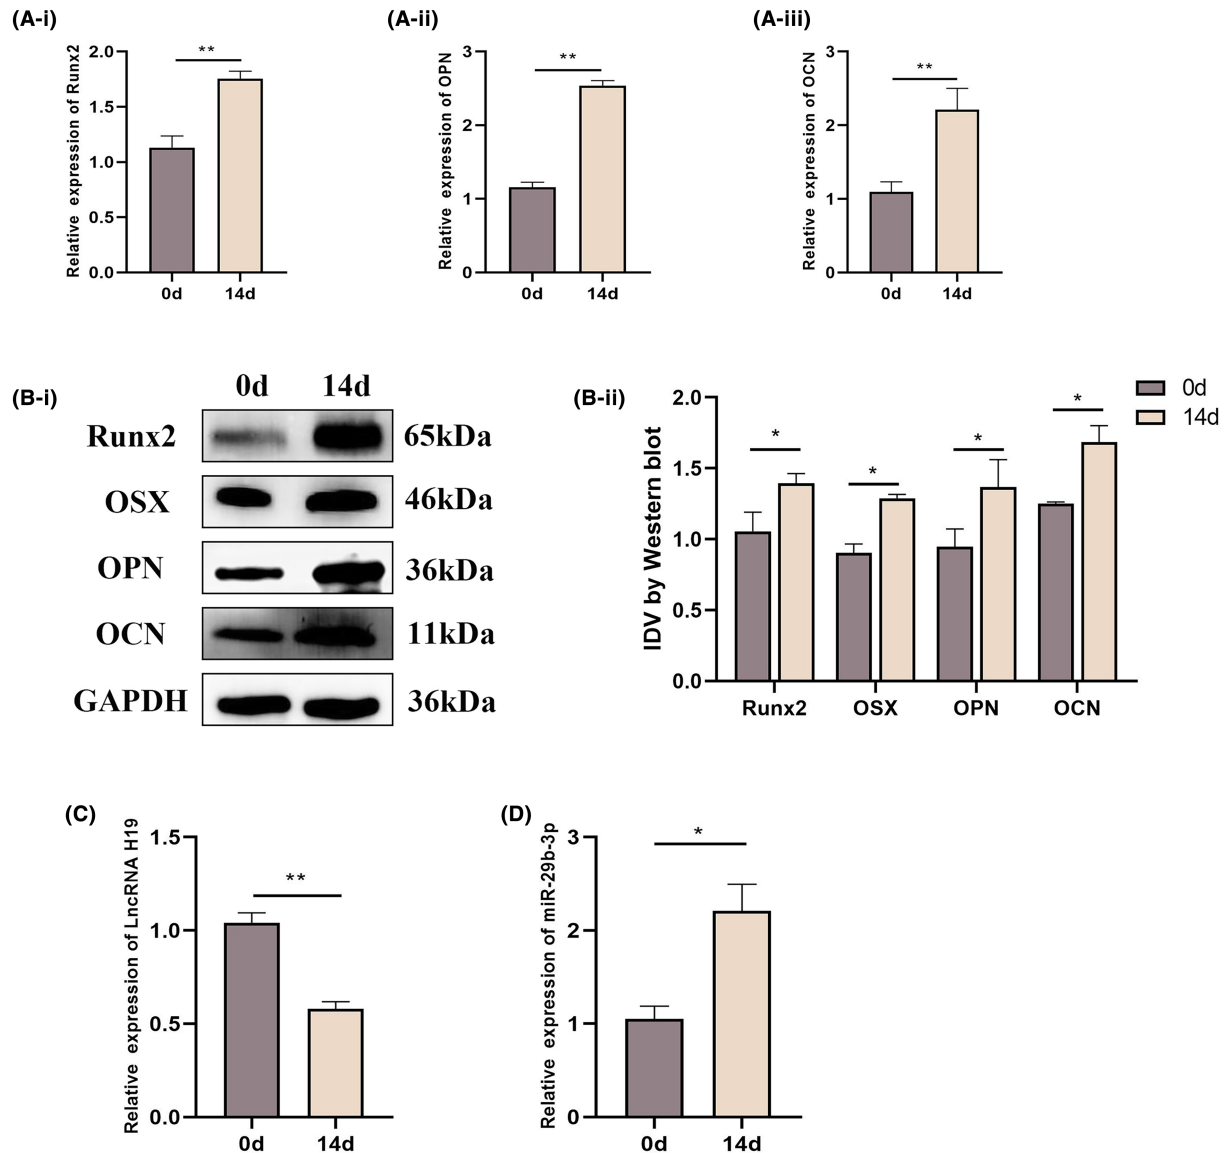 (A-i)
Relative expression of Runx2
2.0
1.5
1.0
0.5
0.0
**
0d
14d
(A-ii)
Relative expression of OPN
3
2
1
0
**
0d
14d
(A-iii)
Relative expression of OCN
3
2
1
0
**
0d
14d
(B-i)
0d 14d
Runx2 65kDa
OSX 46kDa
OPN 36kDa
OCN 11kDa
GAPDH 36kDa
(B-ii)
IDV by Western blot
2.0
1.5
1.0
0.5
0.0
*
*
*
*
Runx2
OSX
OPN
OCN
0d
14d
(C)
Relative expression of LncRNA H19
1.5
1.0
0.5
0.0
**
0d
14d
(D)
Relative expression of miR-29b-3p
3
2
1
0
*
0d
14d